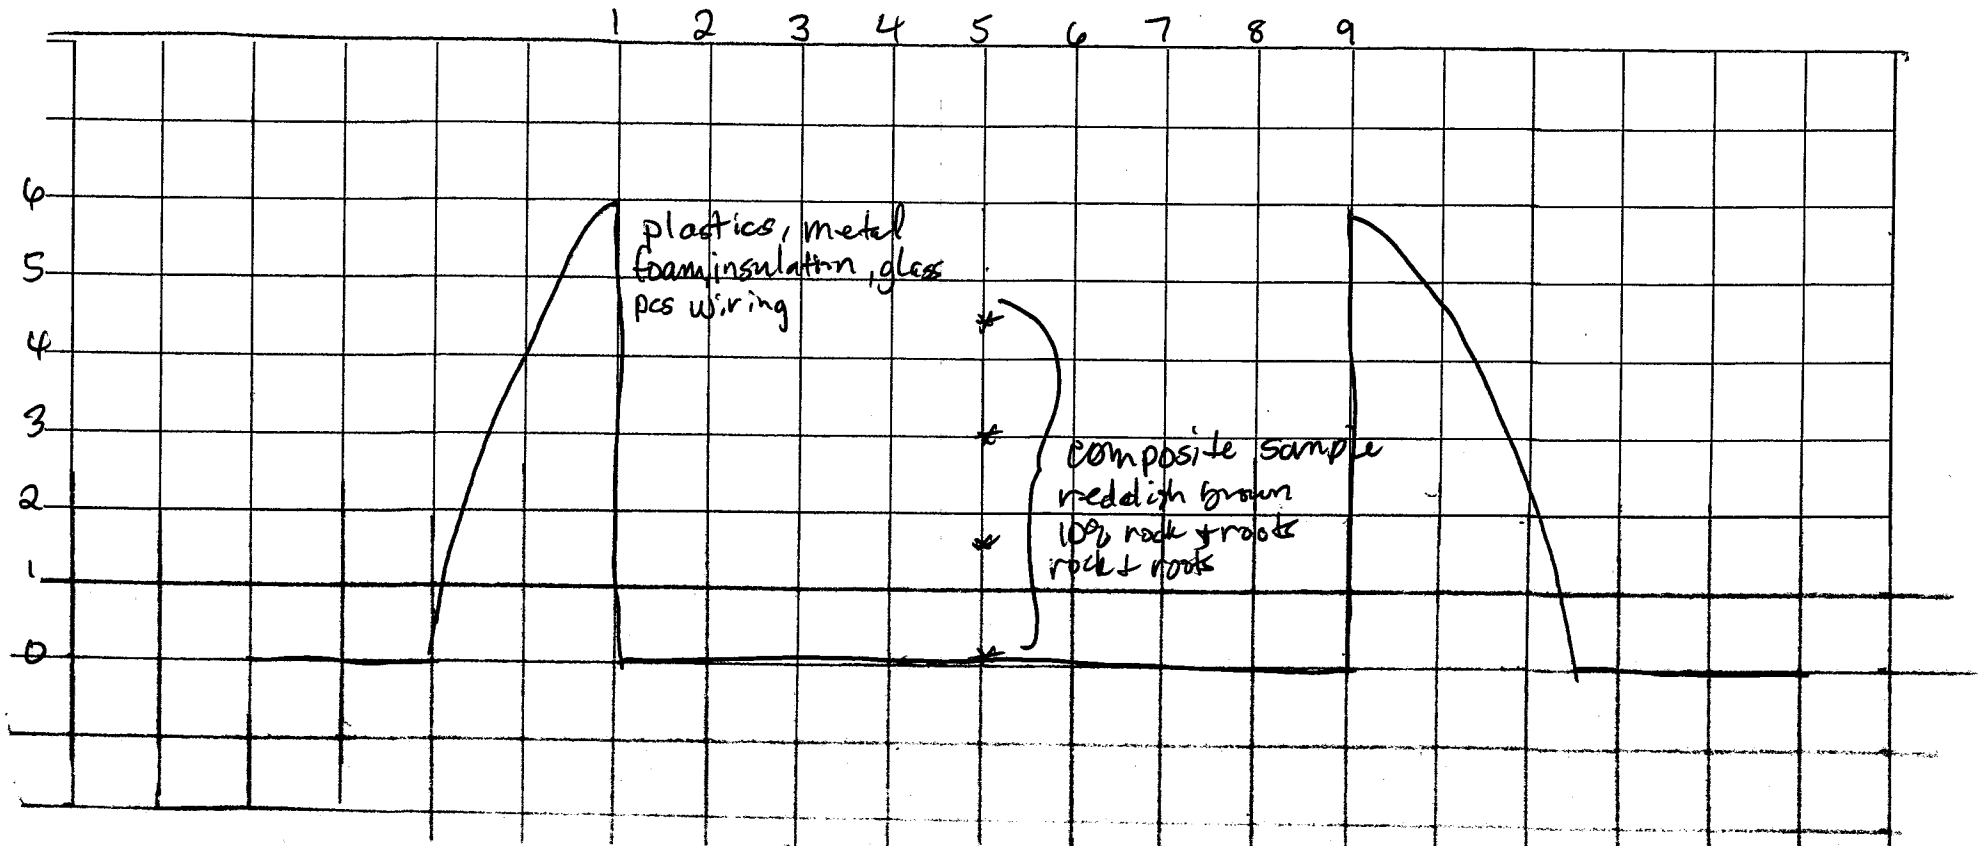 1 2 3 4 5 6 7 8 9
6
plastics, metal
5
foam, insulation, glass
pcs wiring
4
3
composite sample
2
reddish brown
10% rock + roots
rock + roots
1
0